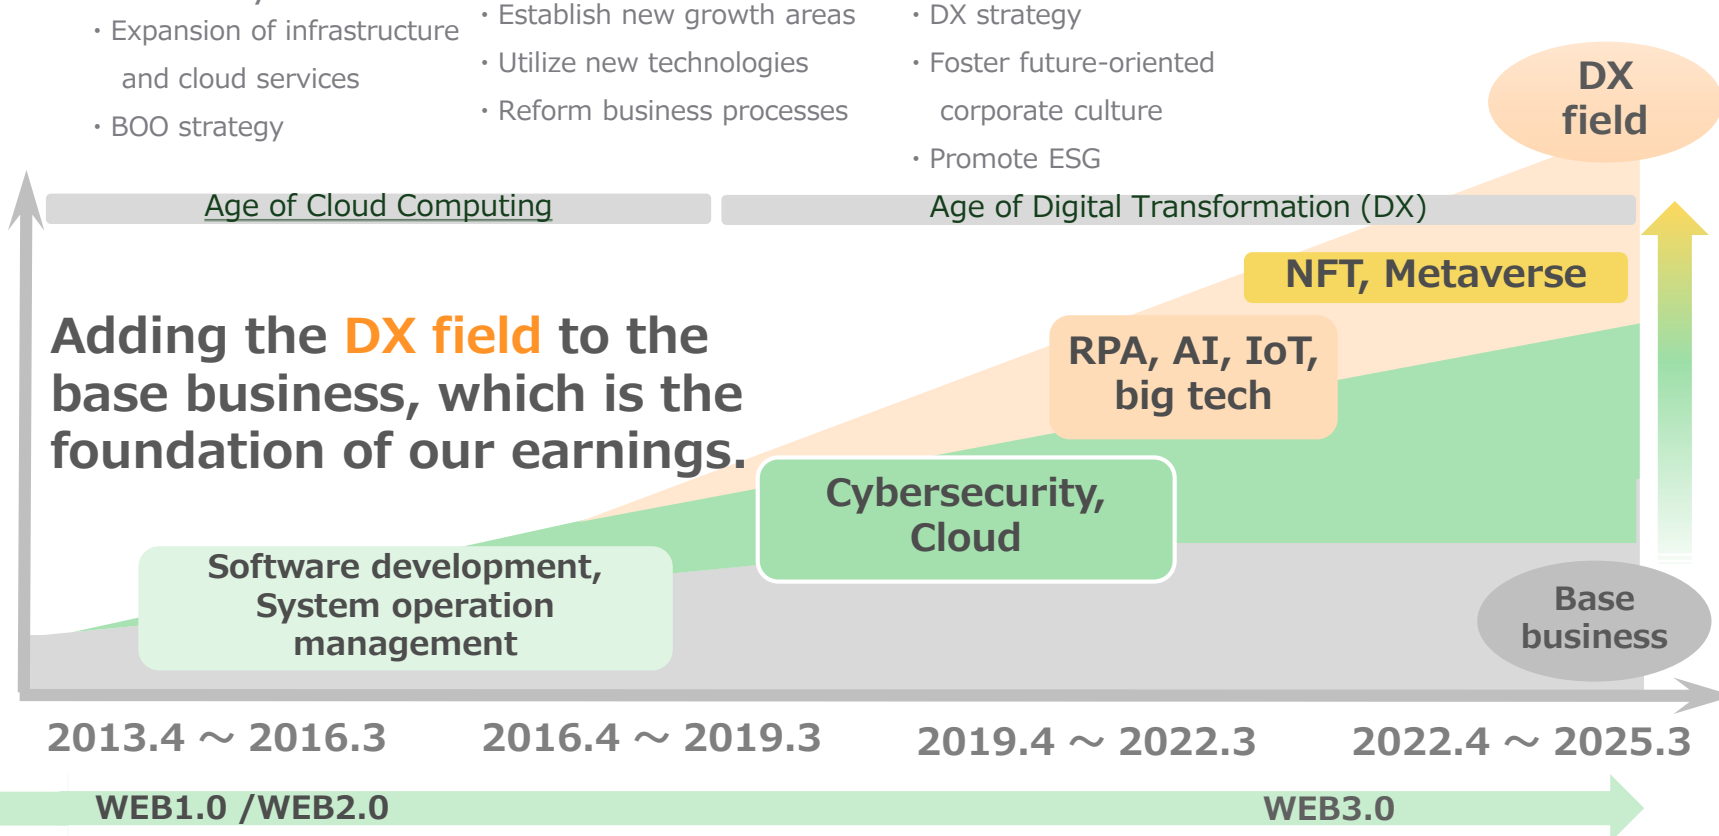 ・Expansion of infrastructure
and cloud services
・BOO strategy
・Establish new growth areas
・Utilize new technologies
・Reform business processes
・DX strategy
・Foster future-oriented
corporate culture
・Promote ESG
DX
field
Age of Cloud Computing
Age of Digital Transformation (DX)
NFT, Metaverse
Adding the DX field to the
base business, which is the
foundation of our earnings.
RPA, AI, IoT,
big tech
Cybersecurity,
Cloud
Software development,
System operation
management
Base
business
2013.4 ～ 2016.3
2016.4 ～ 2019.3
2019.4 ～ 2022.3
2022.4 ～ 2025.3
WEB1.0 /WEB2.0
WEB3.0